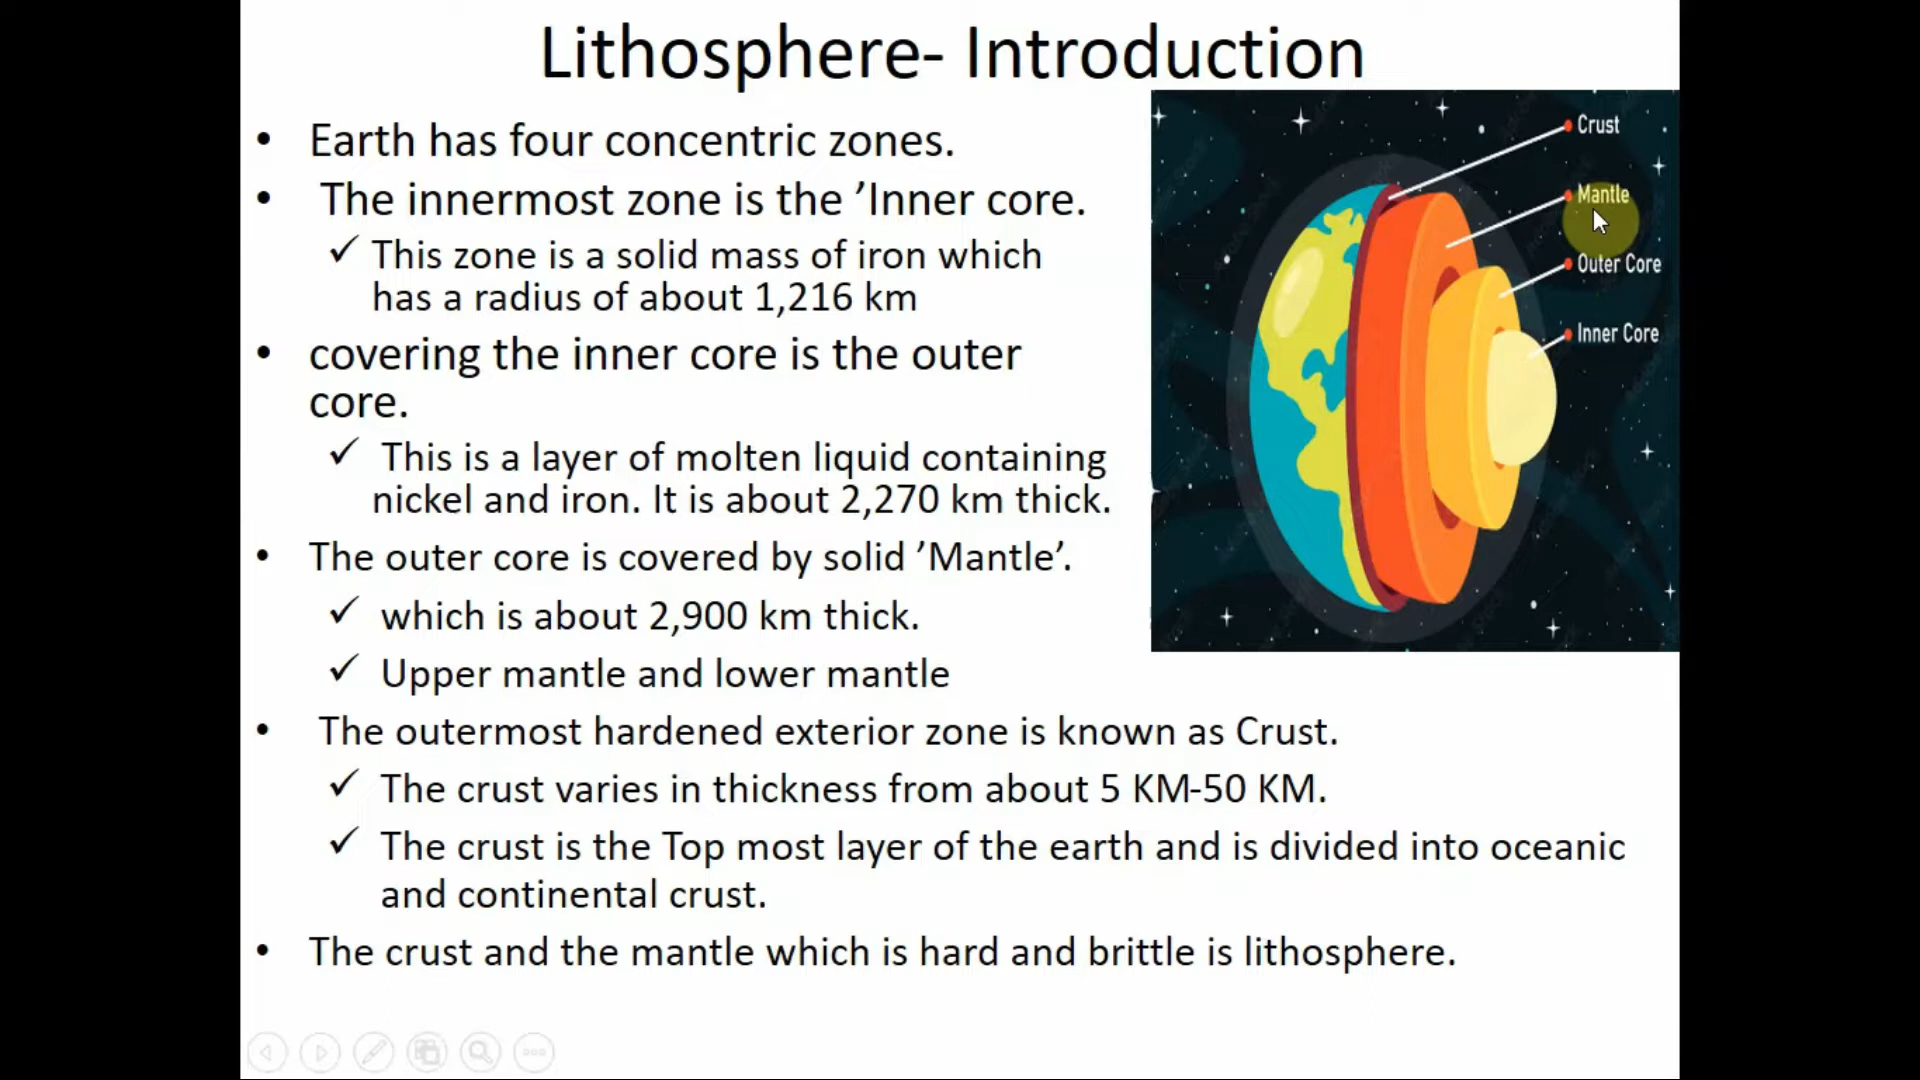 Lithosphere- Introduction
• Earth has four concentric zones.
• The innermost zone is the ’Inner core.
✓ This zone is a solid mass of iron which
has a radius of about 1,216 km
• covering the inner core is the outer
core.
✓ This is a layer of molten liquid containing
nickel and iron. It is about 2,270 km thick.
• The outer core is covered by solid ’Mantle’.
✓ which is about 2,900 km thick.
✓ Upper mantle and lower mantle
• The outermost hardened exterior zone is known as Crust.
✓ The crust varies in thickness from about 5 KM-50 KM.
✓ The crust is the Top most layer of the earth and is divided into oceanic
and continental crust.
• The crust and the mantle which is hard and brittle is lithosphere.
Crust
Mantle
Outer Core
Inner Core